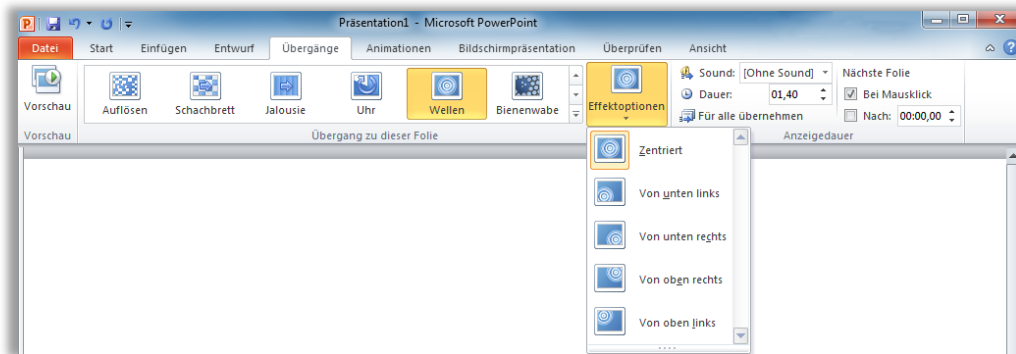 Präsentation1 - Microsoft PowerPoint
Datei Start Einfügen Entwurf Übergänge Animationen Bildschirmpräsentation Überprüfen Ansicht
Vorschau
Auflösen Schachbrett Jalousie Uhr Wellen Bienenwabe
Effektoptionen
Sound: [Ohne Sound]
Dauer: 01,40
Für alle übernehmen
Nächste Folie
Bei Mausklick
Nach: 00:00,00
Vorschau Übergang zu dieser Folie Anzeigedauer
Zentriert
Von unten links
Von unten rechts
Von oben rechts
Von oben links